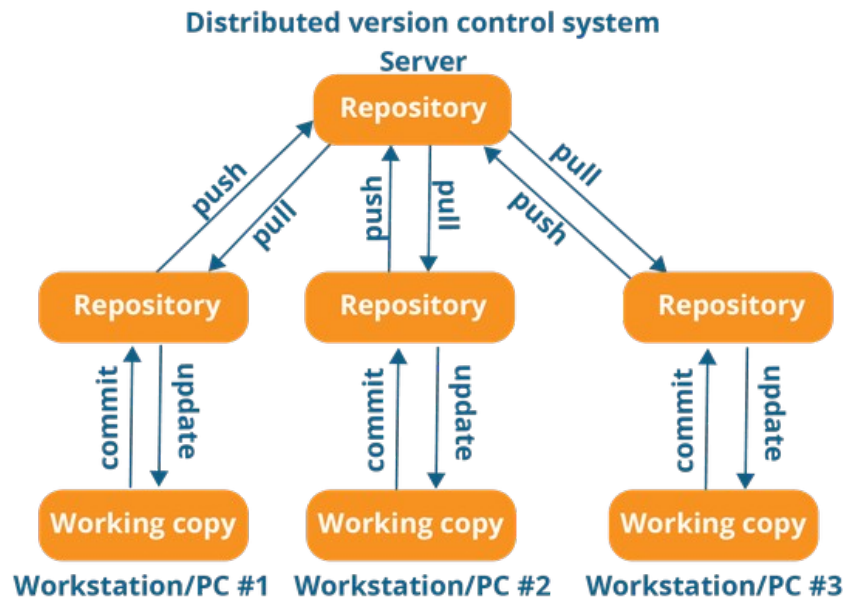 Distributed version control system
Server
Repository
push
pull
push
pull
push
pull
Repository
Repository
Repository
commit
update
commit
update
commit
update
Working copy
Working copy
Working copy
Workstation/PC #1
Workstation/PC #2
Workstation/PC #3